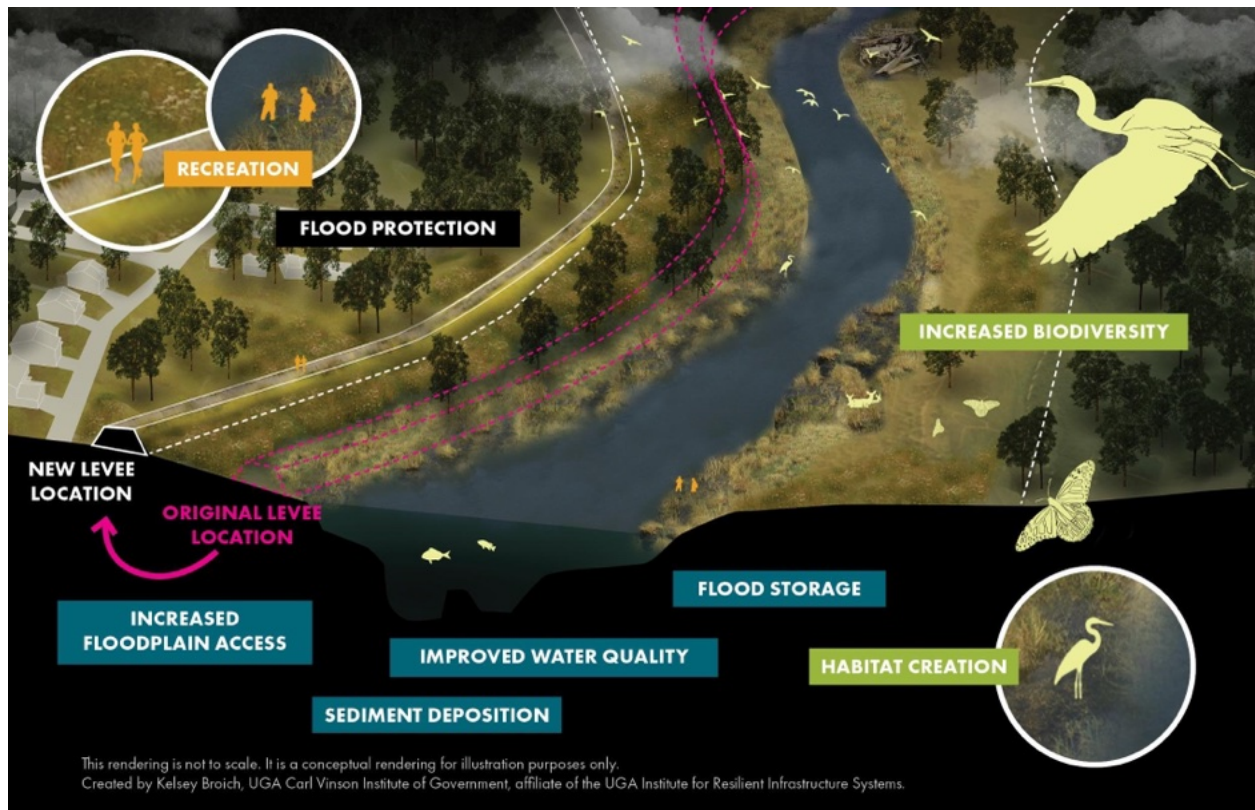 RECREATION
FLOOD PROTECTION
INCREASED BIODIVERSITY
NEW LEVEE
LOCATION
ORIGINAL LEVEE
LOCATION
FLOOD STORAGE
INCREASED
FLOODPLAIN ACCESS
IMPROVED WATER QUALITY
HABITAT CREATION
SEDIMENT DEPOSITION
This rendering is not to scale. It is a conceptual rendering for illustration purposes only.
Created by Kelsey Broich, UGA Carl Vinson Institute of Government, affiliate of the UGA Institute for Resilient Infrastructure Systems.